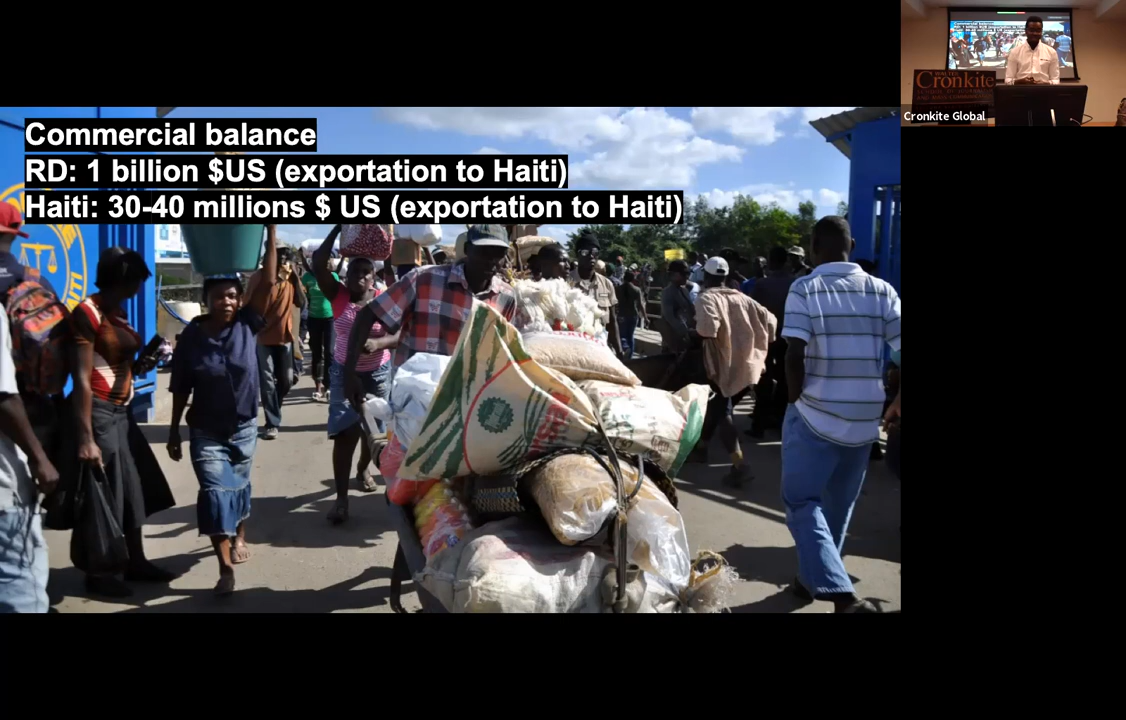 Commercial balance
RD: 1 billion $US (exportation to Haiti)
Haiti: 30-40 millions $ US (exportation to Haiti)
Cronkite
Cronkite Global